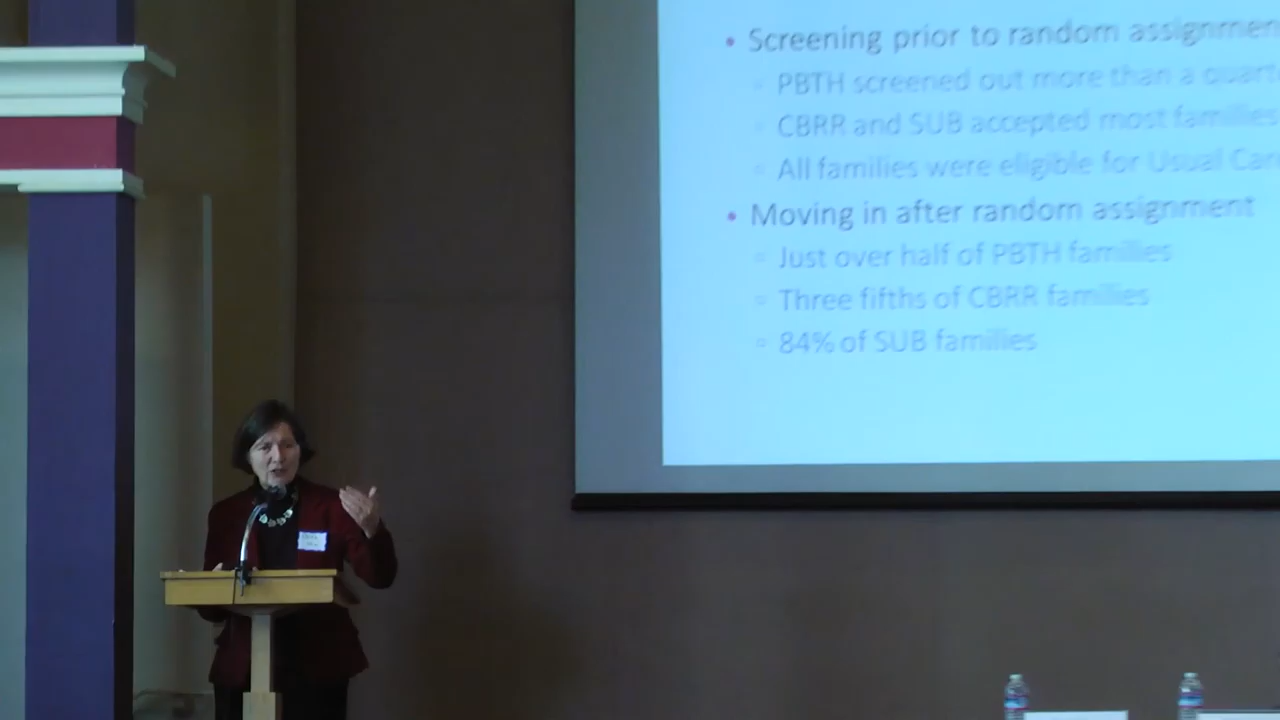 • Screening prior to random assignmen
PBTH screened out more than a quart
CBRR and SUB accepted most families
All families were eligible for Usual Car
• Moving in after random assignment
Just over half of PBTH families
Three fifths of CBRR families
84% of SUB families